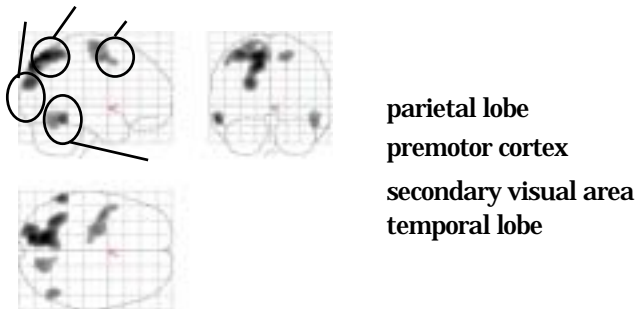 parietal lobe
premotor cortex
secondary visual area
temporal lobe